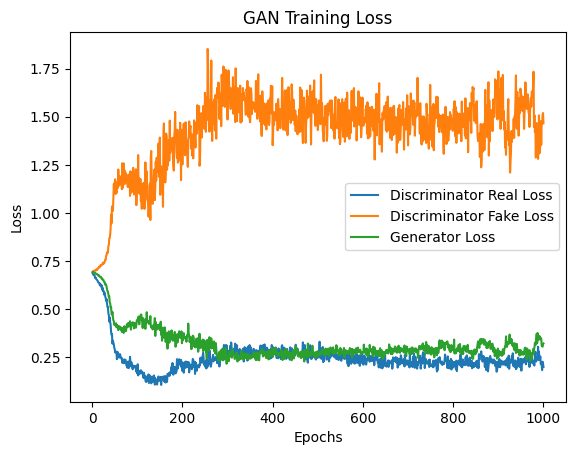 GAN Training Loss
1.75
1.50
1.25
1.00
0.75
0.50
0.25
Loss
Discriminator Real Loss
Discriminator Fake Loss
Generator Loss
0 200 400 600 800 1000
Epochs